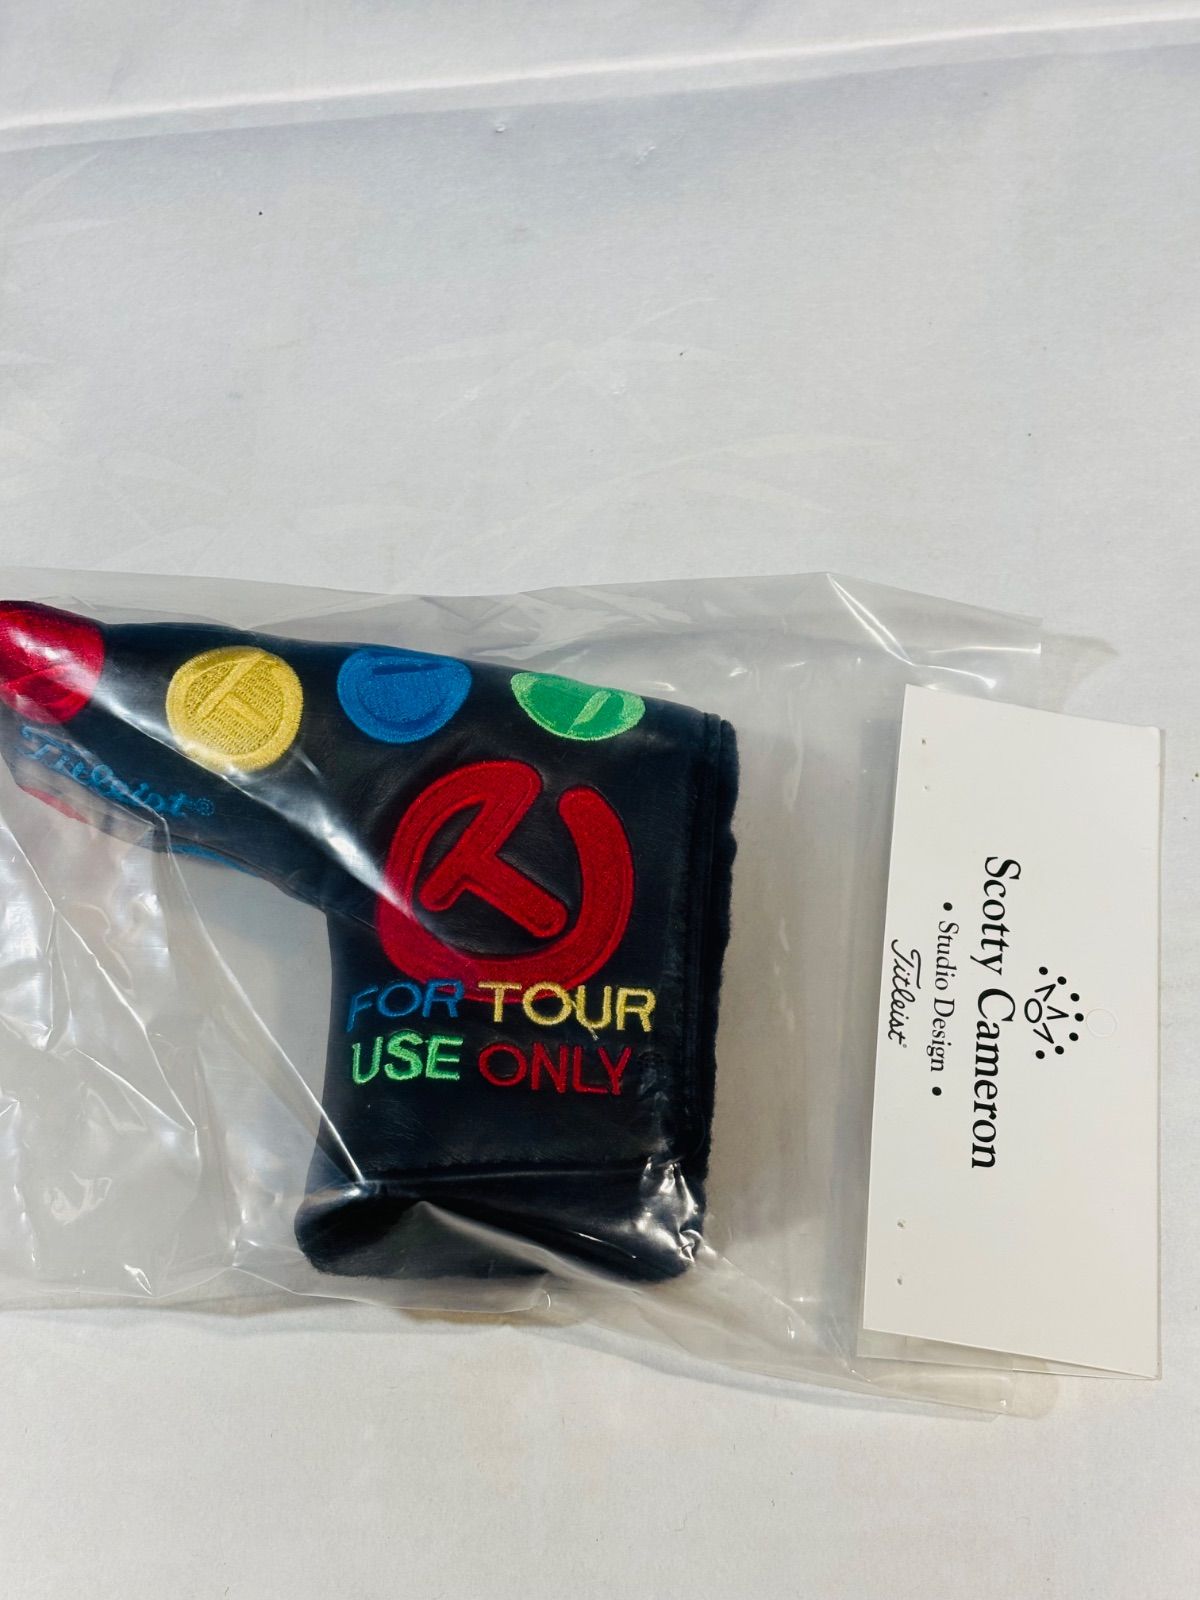 Titleist®
FOR TOUR
USE ONLY
Scotty Cameron
• Studio Design •
Titleist®